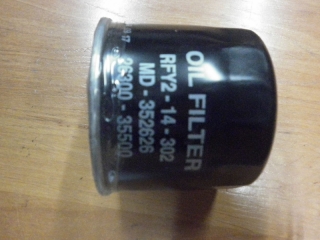 OIL FILTER
RFY2 - 14 - 302
MD - 352626
26300 - 35500